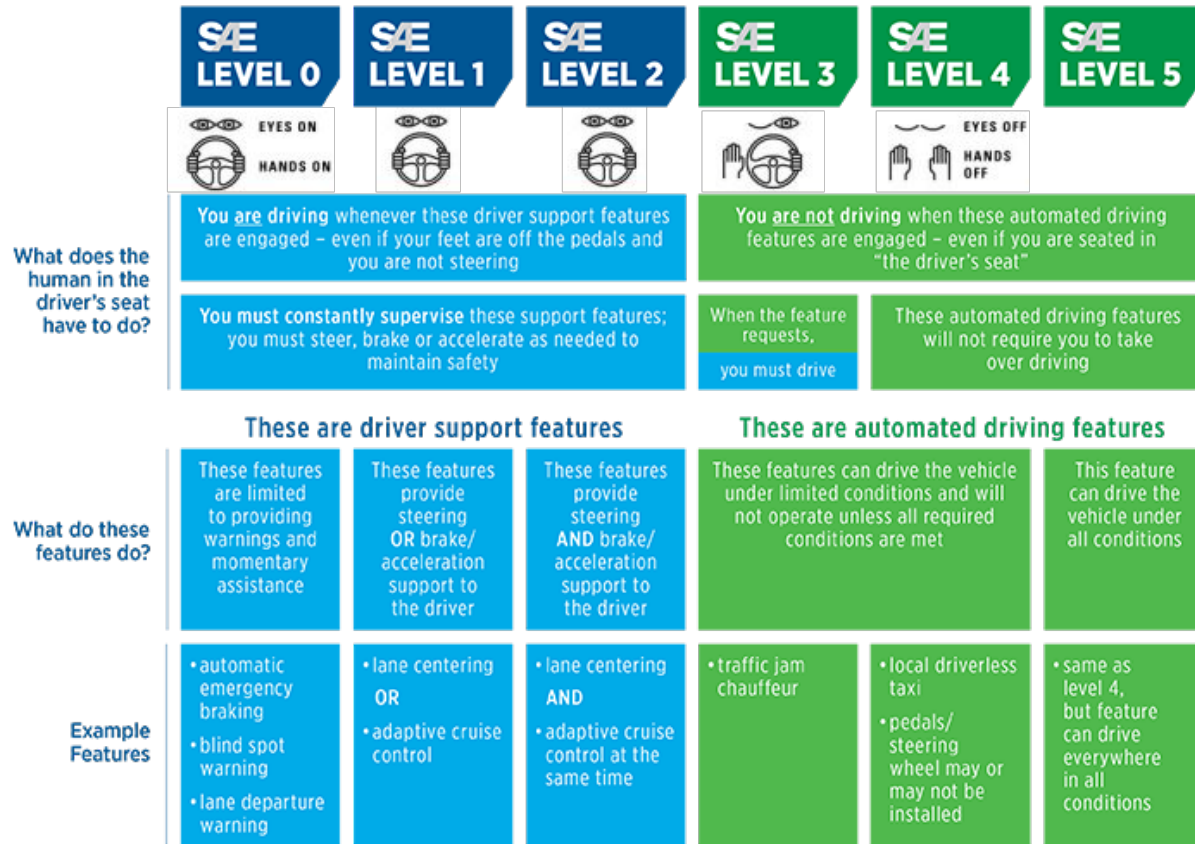 SAE
LEVEL 0
SAE
LEVEL 1
SAE
LEVEL 2
SAE
LEVEL 3
SAE
LEVEL 4
SAE
LEVEL 5
EYES ON
HANDS ON
EYES OFF
HANDS
OFF
What does the
human in the
driver's seat
have to do?
You are driving whenever these driver support features
are engaged – even if your feet are off the pedals and
you are not steering
You are not driving when these automated driving
features are engaged – even if you are seated in
“the driver's seat”
You must constantly supervise these support features;
you must steer, brake or accelerate as needed to
maintain safety
When the feature
requests,
you must drive
These automated driving features
will not require you to take
over driving
These are driver support features
These are automated driving features
What do these
features do?
These features
are limited
to providing
warnings and
momentary
assistance
These features
provide
steering
OR brake/
acceleration
support to
the driver
These features
provide
steering
AND brake/
acceleration
support to
the driver
These features can drive the vehicle
under limited conditions and will
not operate unless all required
conditions are met
This feature
can drive the
vehicle under
all conditions
Example
Features
• automatic
emergency
braking
• blind spot
warning
• lane departure
warning
• lane centering
OR
• adaptive cruise
control
• lane centering
AND
• adaptive cruise
control at the
same time
• traffic jam
chauffeur
• local driverless
taxi
• pedals/
steering
wheel may or
may not be
installed
• same as
level 4,
but feature
can drive
everywhere
in all
conditions